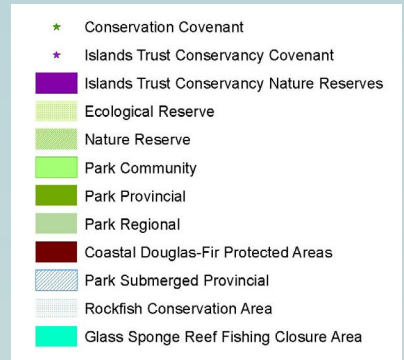 Conservation Covenant
Islands Trust Conservancy Covenant
Islands Trust Conservancy Nature Reserves
Ecological Reserve
Nature Reserve
Park Community
Park Provincial
Park Regional
Coastal Douglas-Fir Protected Areas
Park Submerged Provincial
Rockfish Conservation Area
Glass Sponge Reef Fishing Closure Area